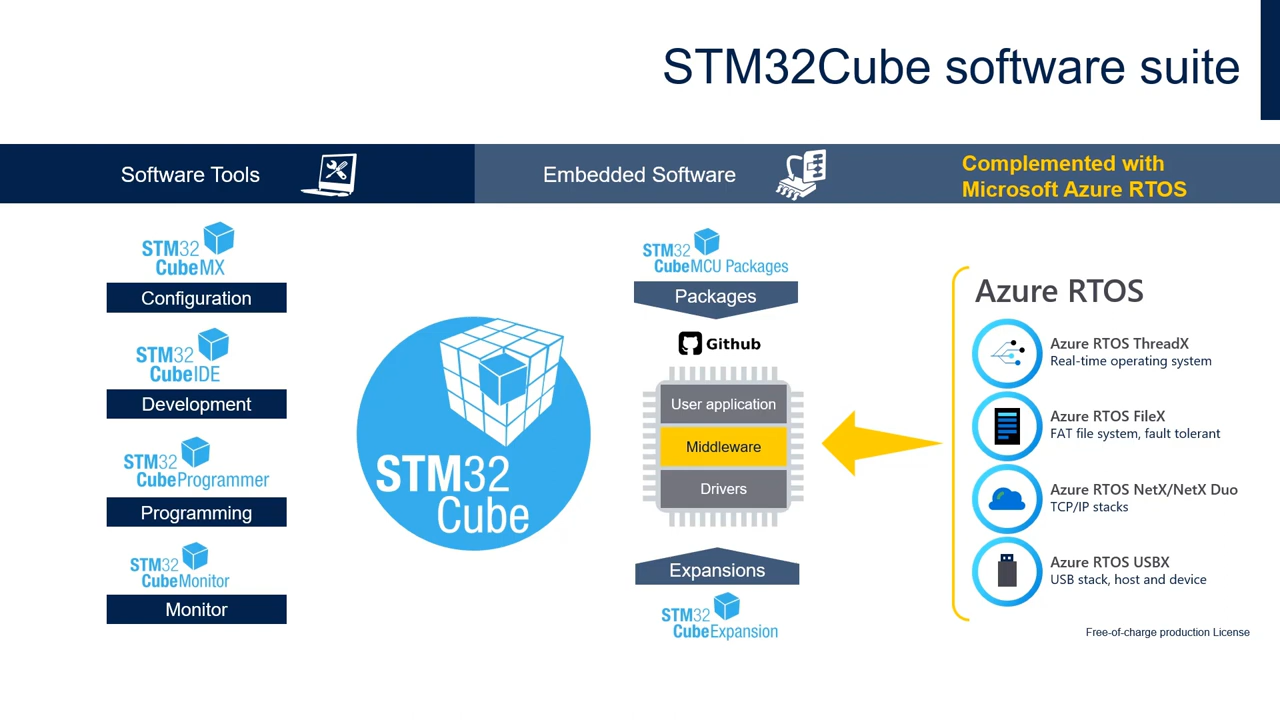 STM32Cube software suite
Software Tools
Embedded Software
Complemented with
Microsoft Azure RTOS
STM32
CubeMX
Configuration
STM32
CubeIDE
Development
STM32
CubeProgrammer
Programming
STM32
CubeMonitor
Monitor
STM32
Cube
STM32
CubeMCU Packages
Packages
Github
User application
Middleware
Drivers
Expansions
STM32
CubeExpansion
Azure RTOS
Azure RTOS ThreadX
Real-time operating system
Azure RTOS FileX
FAT file system, fault tolerant
Azure RTOS NetX/NetX Duo
TCP/IP stacks
Azure RTOS USBX
USB stack, host and device
Free-of-charge production License